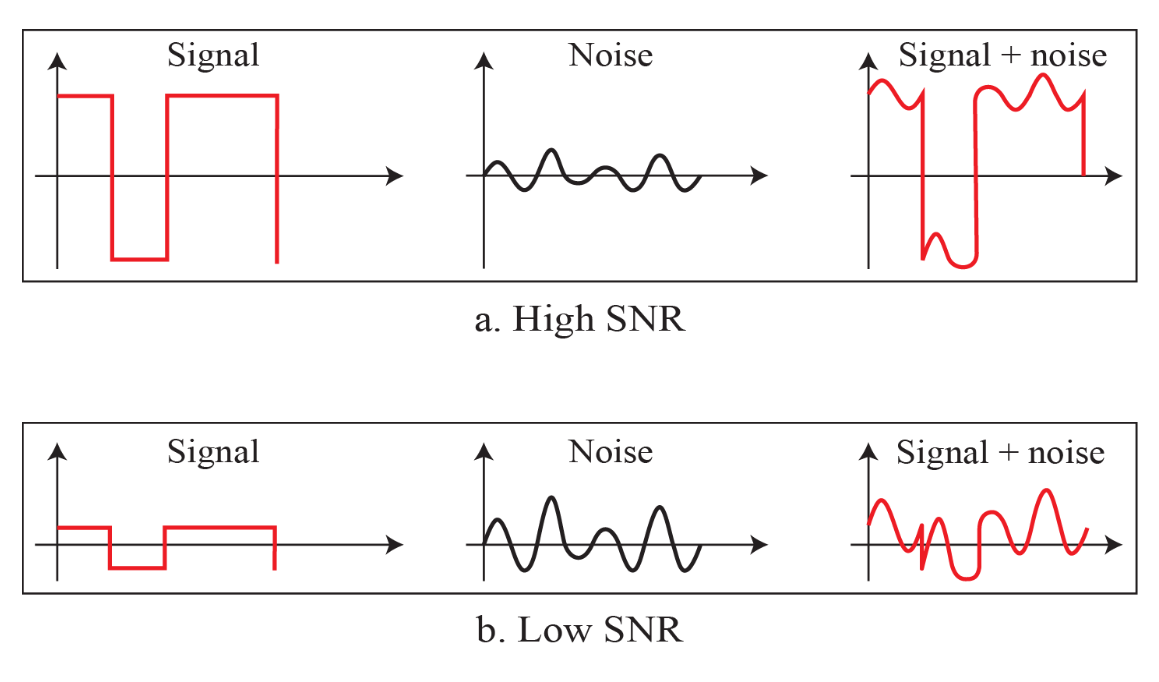 Signal
Noise
Signal + noise
a. High SNR
Signal
Noise
Signal + noise
b. Low SNR